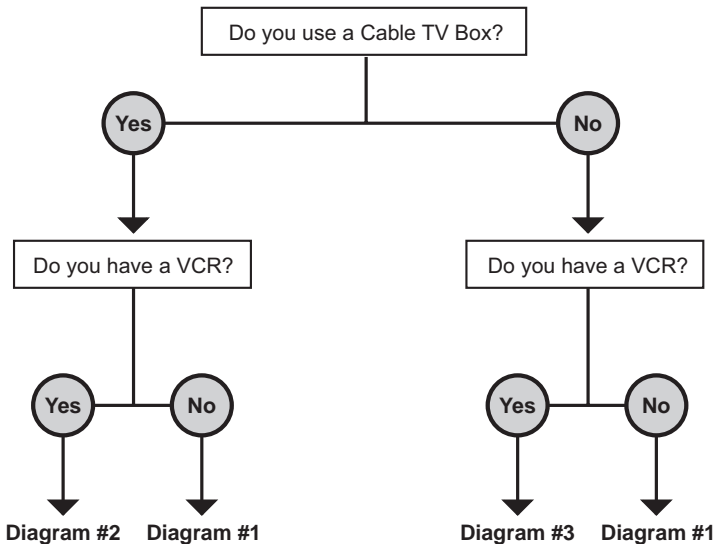 Do you use a Cable TV Box?
Yes
No
Do you have a VCR?
Do you have a VCR?
Yes
No
Yes
No
Diagram #2
Diagram #1
Diagram #3
Diagram #1